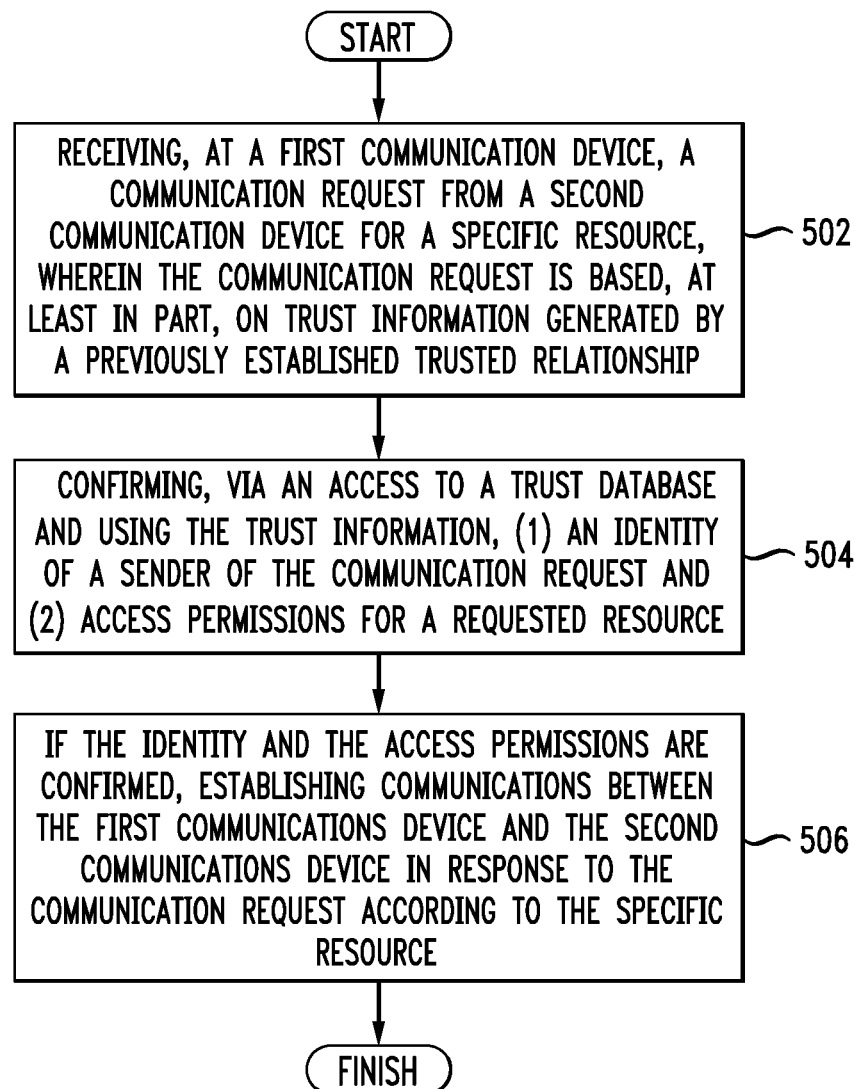 START
RECEIVING, AT A FIRST COMMUNICATION DEVICE, A
COMMUNICATION REQUEST FROM A SECOND
COMMUNICATION DEVICE FOR A SPECIFIC RESOURCE,
WHEREIN THE COMMUNICATION REQUEST IS BASED, AT
LEAST IN PART, ON TRUST INFORMATION GENERATED BY
A PREVIOUSLY ESTABLISHED TRUSTED RELATIONSHIP
502
CONFIRMING, VIA AN ACCESS TO A TRUST DATABASE
AND USING THE TRUST INFORMATION, (1) AN IDENTITY
OF A SENDER OF THE COMMUNICATION REQUEST AND
(2) ACCESS PERMISSIONS FOR A REQUESTED RESOURCE
504
IF THE IDENTITY AND THE ACCESS PERMISSIONS ARE
CONFIRMED, ESTABLISHING COMMUNICATIONS BETWEEN
THE FIRST COMMUNICATIONS DEVICE AND THE SECOND
COMMUNICATIONS DEVICE IN RESPONSE TO THE
COMMUNICATION REQUEST ACCORDING TO THE SPECIFIC
RESOURCE
506
FINISH